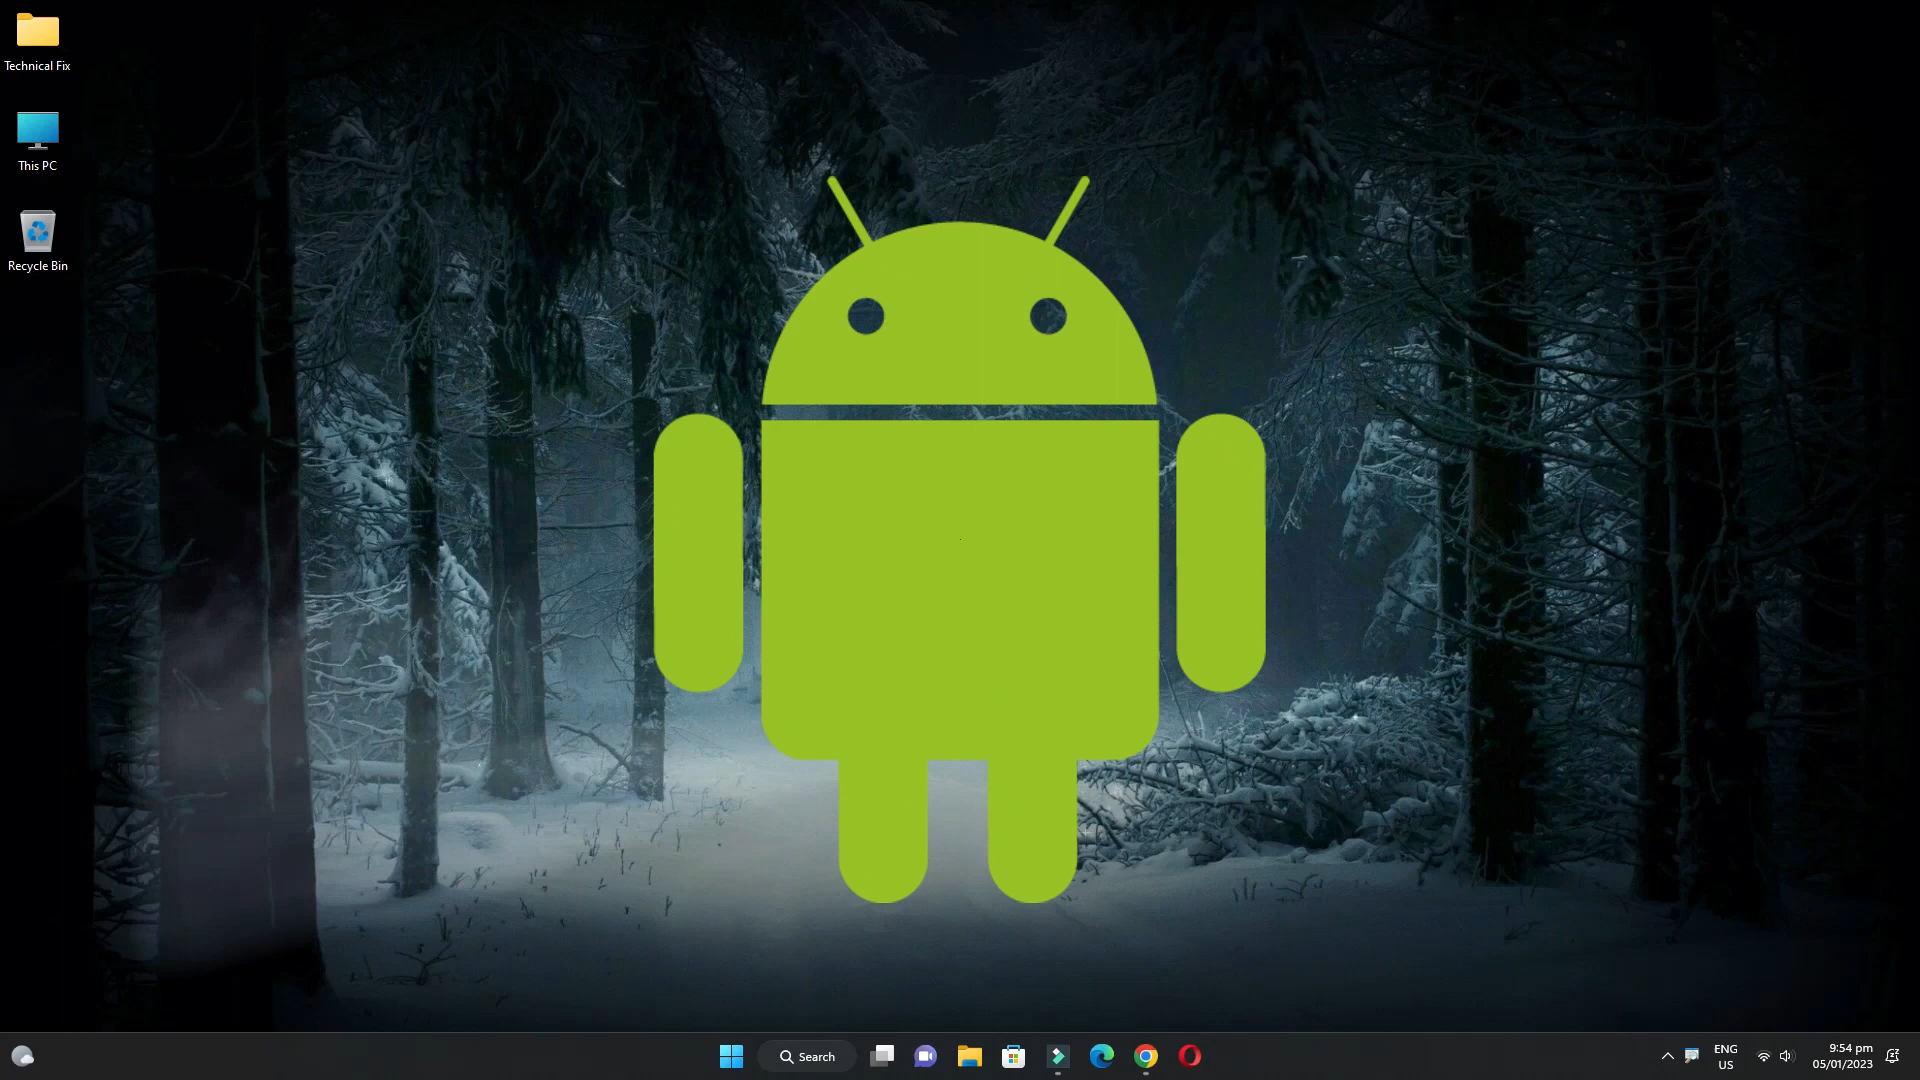 Technical Fix
This PC
Recycle Bin
Search
ENG
US
9:54 pm
05/01/2023